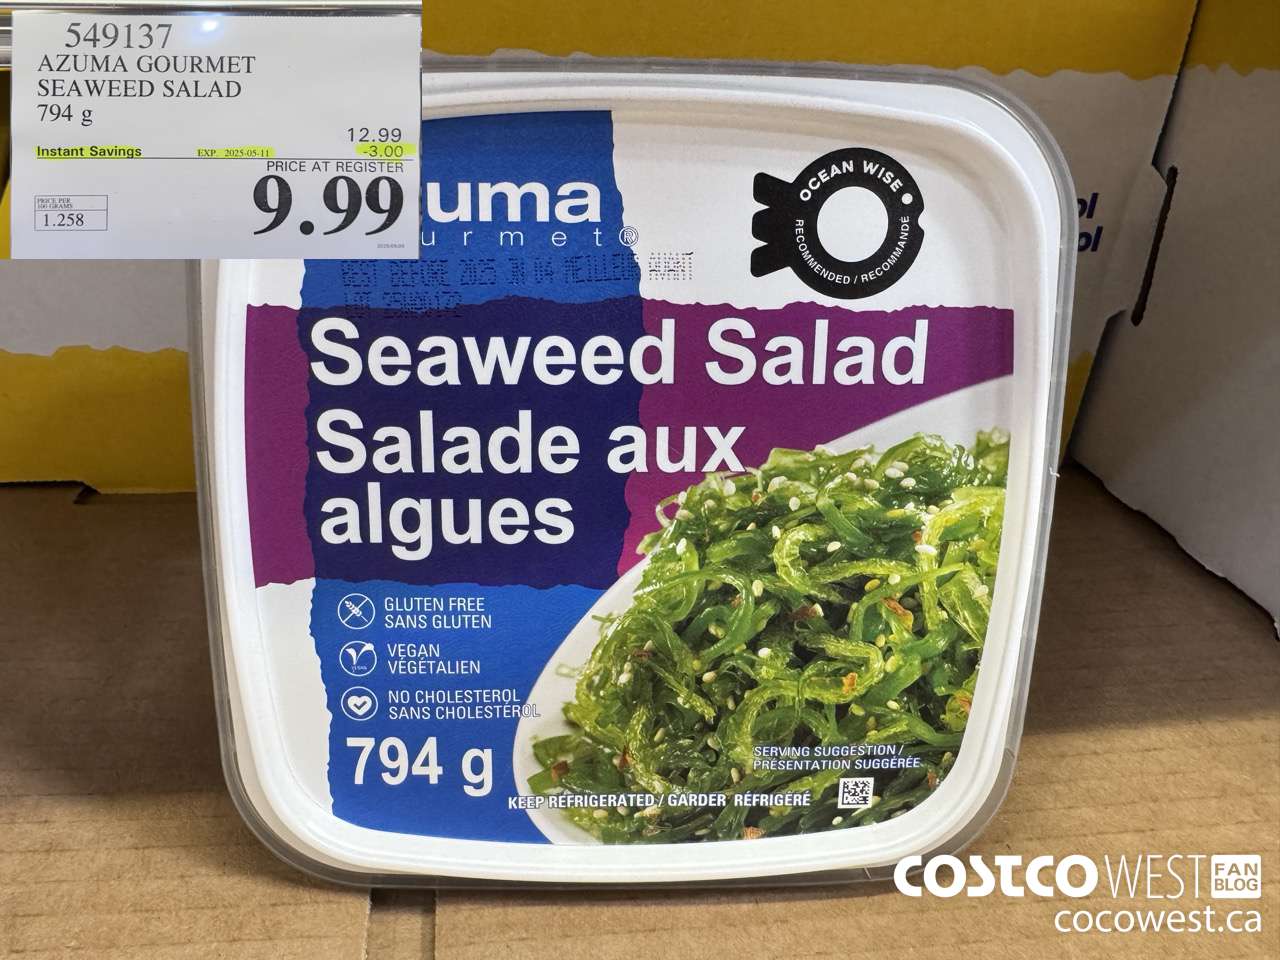 549137
AZUMA GOURMET
SEAWEED SALAD
794 g
12.99
Instant Savings EXP. 2025-05-11 -3.00
PRICE AT REGISTER
9.99
PRICE PER
100 GRAMS
1.258
uma
urmet®
OCEAN WISE
RECOMMENDED / RECOMMANDÉ
Seaweed Salad
Salade aux
algues
GLUTEN FREE
SANS GLUTEN
VEGAN
VÉGÉTALIEN
NO CHOLESTEROL
SANS CHOLESTÉROL
794 g
SERVING SUGGESTION /
PRÉSENTATION SUGGÉRÉE
KEEP REFRIGERATED / GARDER RÉFRIGÉRÉ
COSTCO WEST FAN
BLOG
cocowest.ca